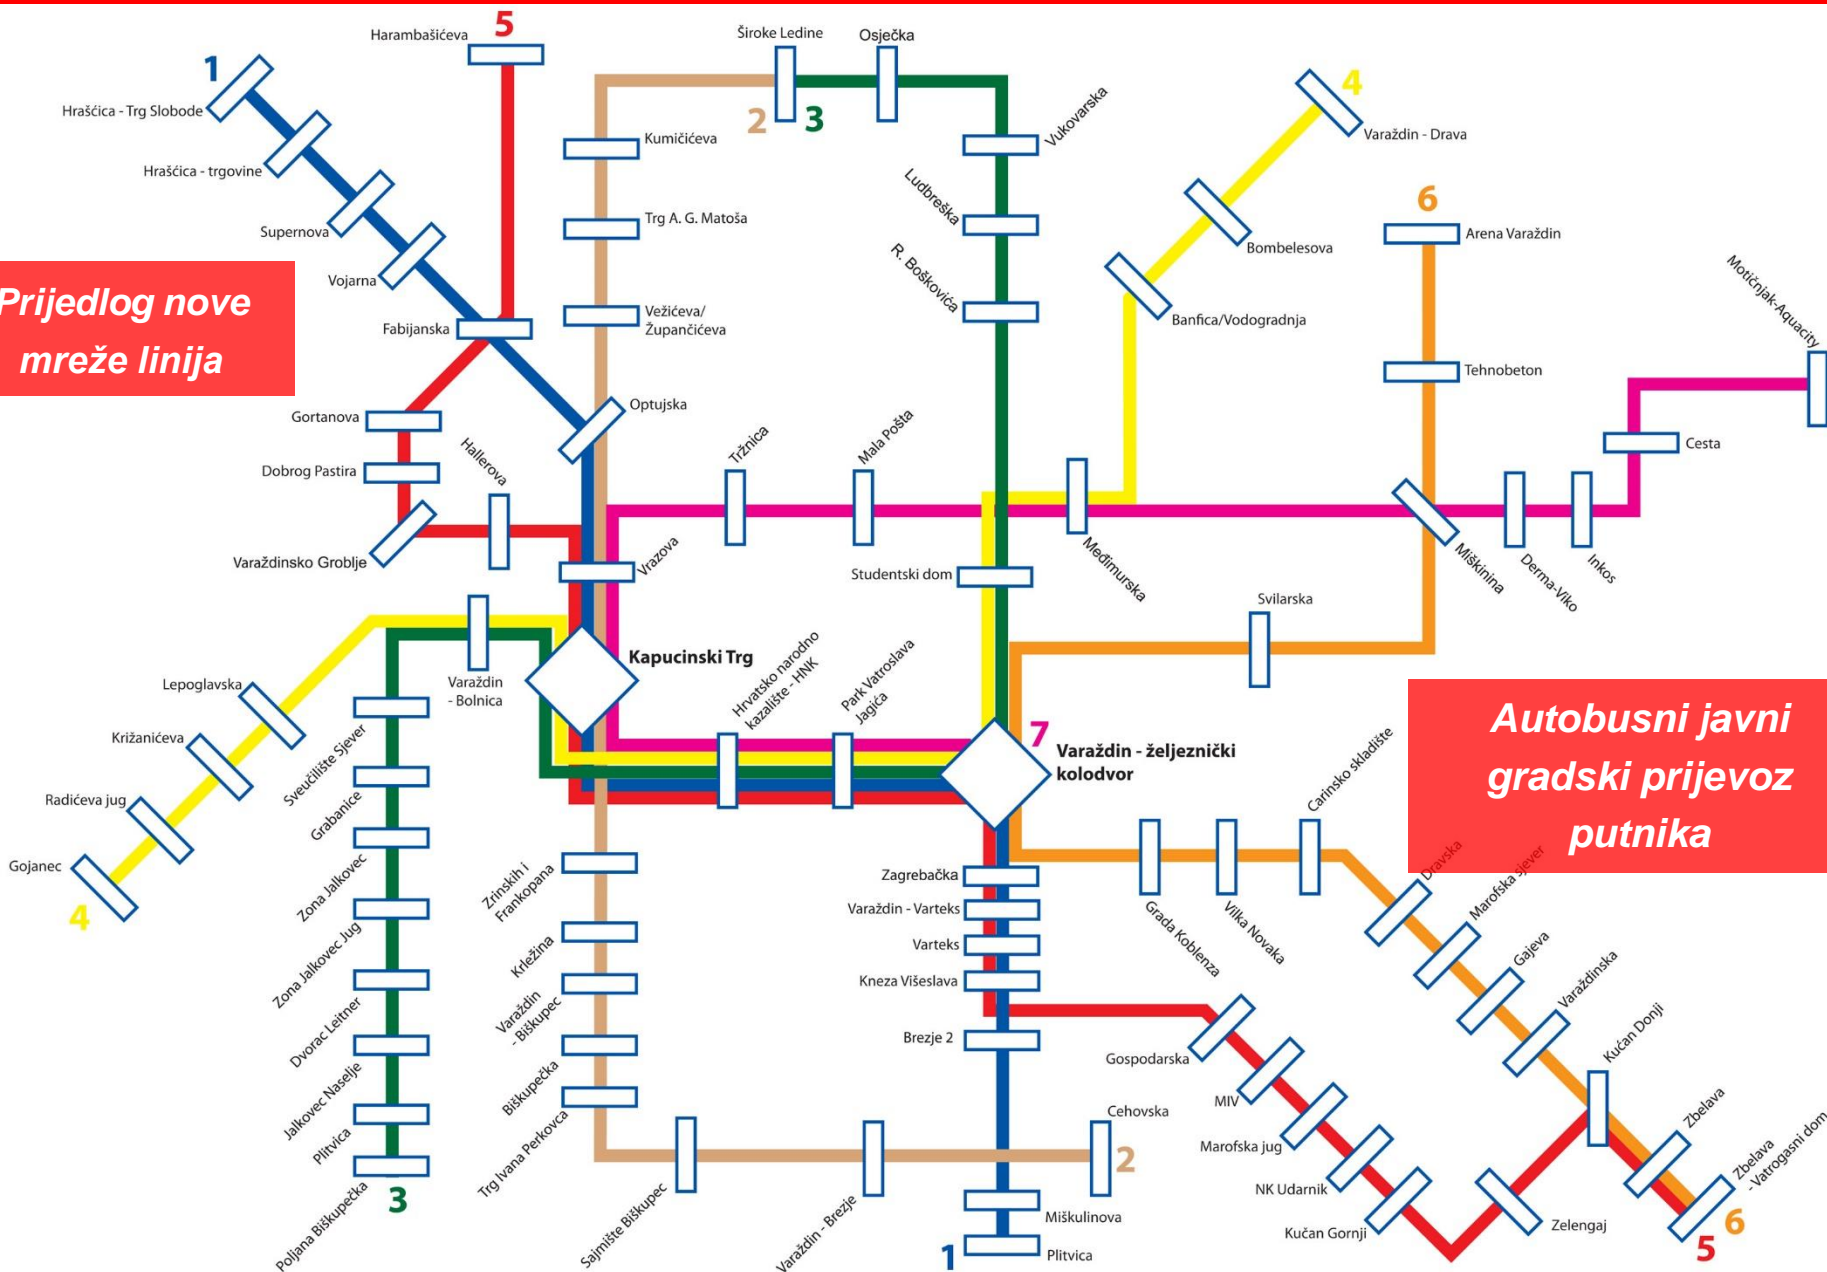 Harambašićeva
5
Široke Ledine
Osječka
1
Hrašćica - Trg Slobode
2
3
4
Varaždin - Drava
Kumičićeva
Vukovarska
Hrašćica - trgovine
Ludbreška
6
Trg A. G. Matoša
Arena Varaždin
Supernova
Bombelesova
R. Boškovića
Motičnjak-Aquacity
Vojarna
Prijedlog nove
mreže linija
Vežićeva/
Župančićeva
Fabijanska
Banfica/Vodogradnja
Tehnobeton
Optujska
Gortanova
Hallerova
Tržnica
Mala Pošta
Cesta
Dobrog Pastira
Varaždinsko Groblje
Vrazova
Studentski dom
Međimurska
Miškinina
Derma-Viko
Inkos
Svilarska
Kapucinski Trg
Lepoglavska
Varaždin
- Bolnica
Hrvatsko narodno
kazalište - HNK
Park Vatroslava
Jagića
Križanićeva
7
Varaždin - željeznički
kolodvor
Autobusni javni
gradski prijevoz
putnika
Sveučilište Sjever
Radićeva jug
Grabanice
Carinsko skladište
Gojanec
4
Zona Jalkovec
Zrinskih i
Frankopana
Zagrebačka
Varaždin - Varteks
Varteks
Kneza Višeslava
Grada Koblenza
Vilka Novaka
Dravska
Marofska sjever
Gajeva
Varaždinska
Zona Jalkovec Jug
Krležina
Dvorac Leitner
Varaždin
- Biškupec
Brezje 2
Gospodarska
Kućan Donji
Jalkovec Naselje
Biškupečka
MIV
Plitvica
Trg Ivana Perkovca
Cehovska
2
Marofska jug
Zbelava
Zbelava
- Vatrogasni dom
Poljana Biškupečka
3
Sajmište Biškupec
Varaždin - Brezje
NK Udarnik
Miškulinova
Kučan Gornji
Zelengaj
6
5
1
Plitvica